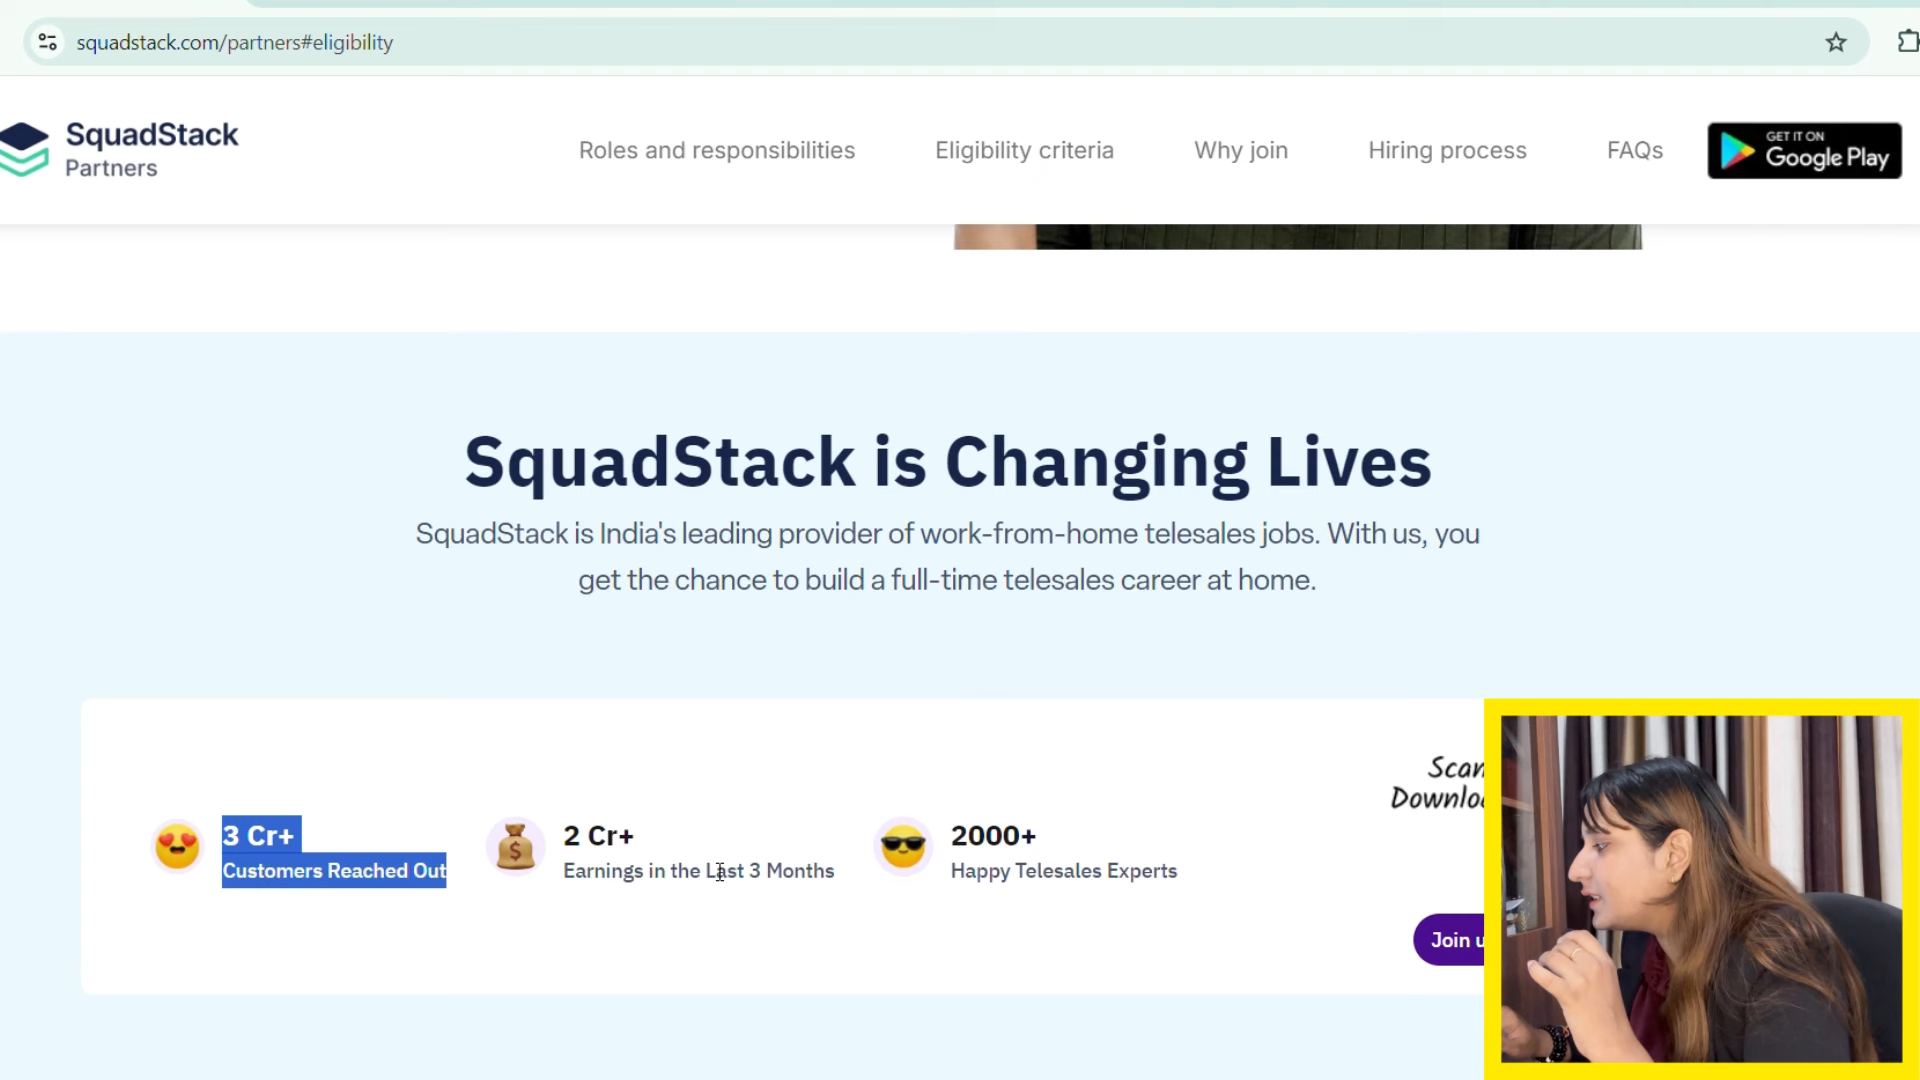 squadstack.com/partners#eligibility
SquadStack
Partners
Roles and responsibilities
Eligibility criteria
Why join
Hiring process
FAQs
GET IT ON
Google Play
SquadStack is Changing Lives
SquadStack is India's leading provider of work-from-home telesales jobs. With us, you
get the chance to build a full-time telesales career at home.
3 Cr+
Customers Reached Out
2 Cr+
Earnings in the Last 3 Months
2000+
Happy Telesales Experts
Scan
Join